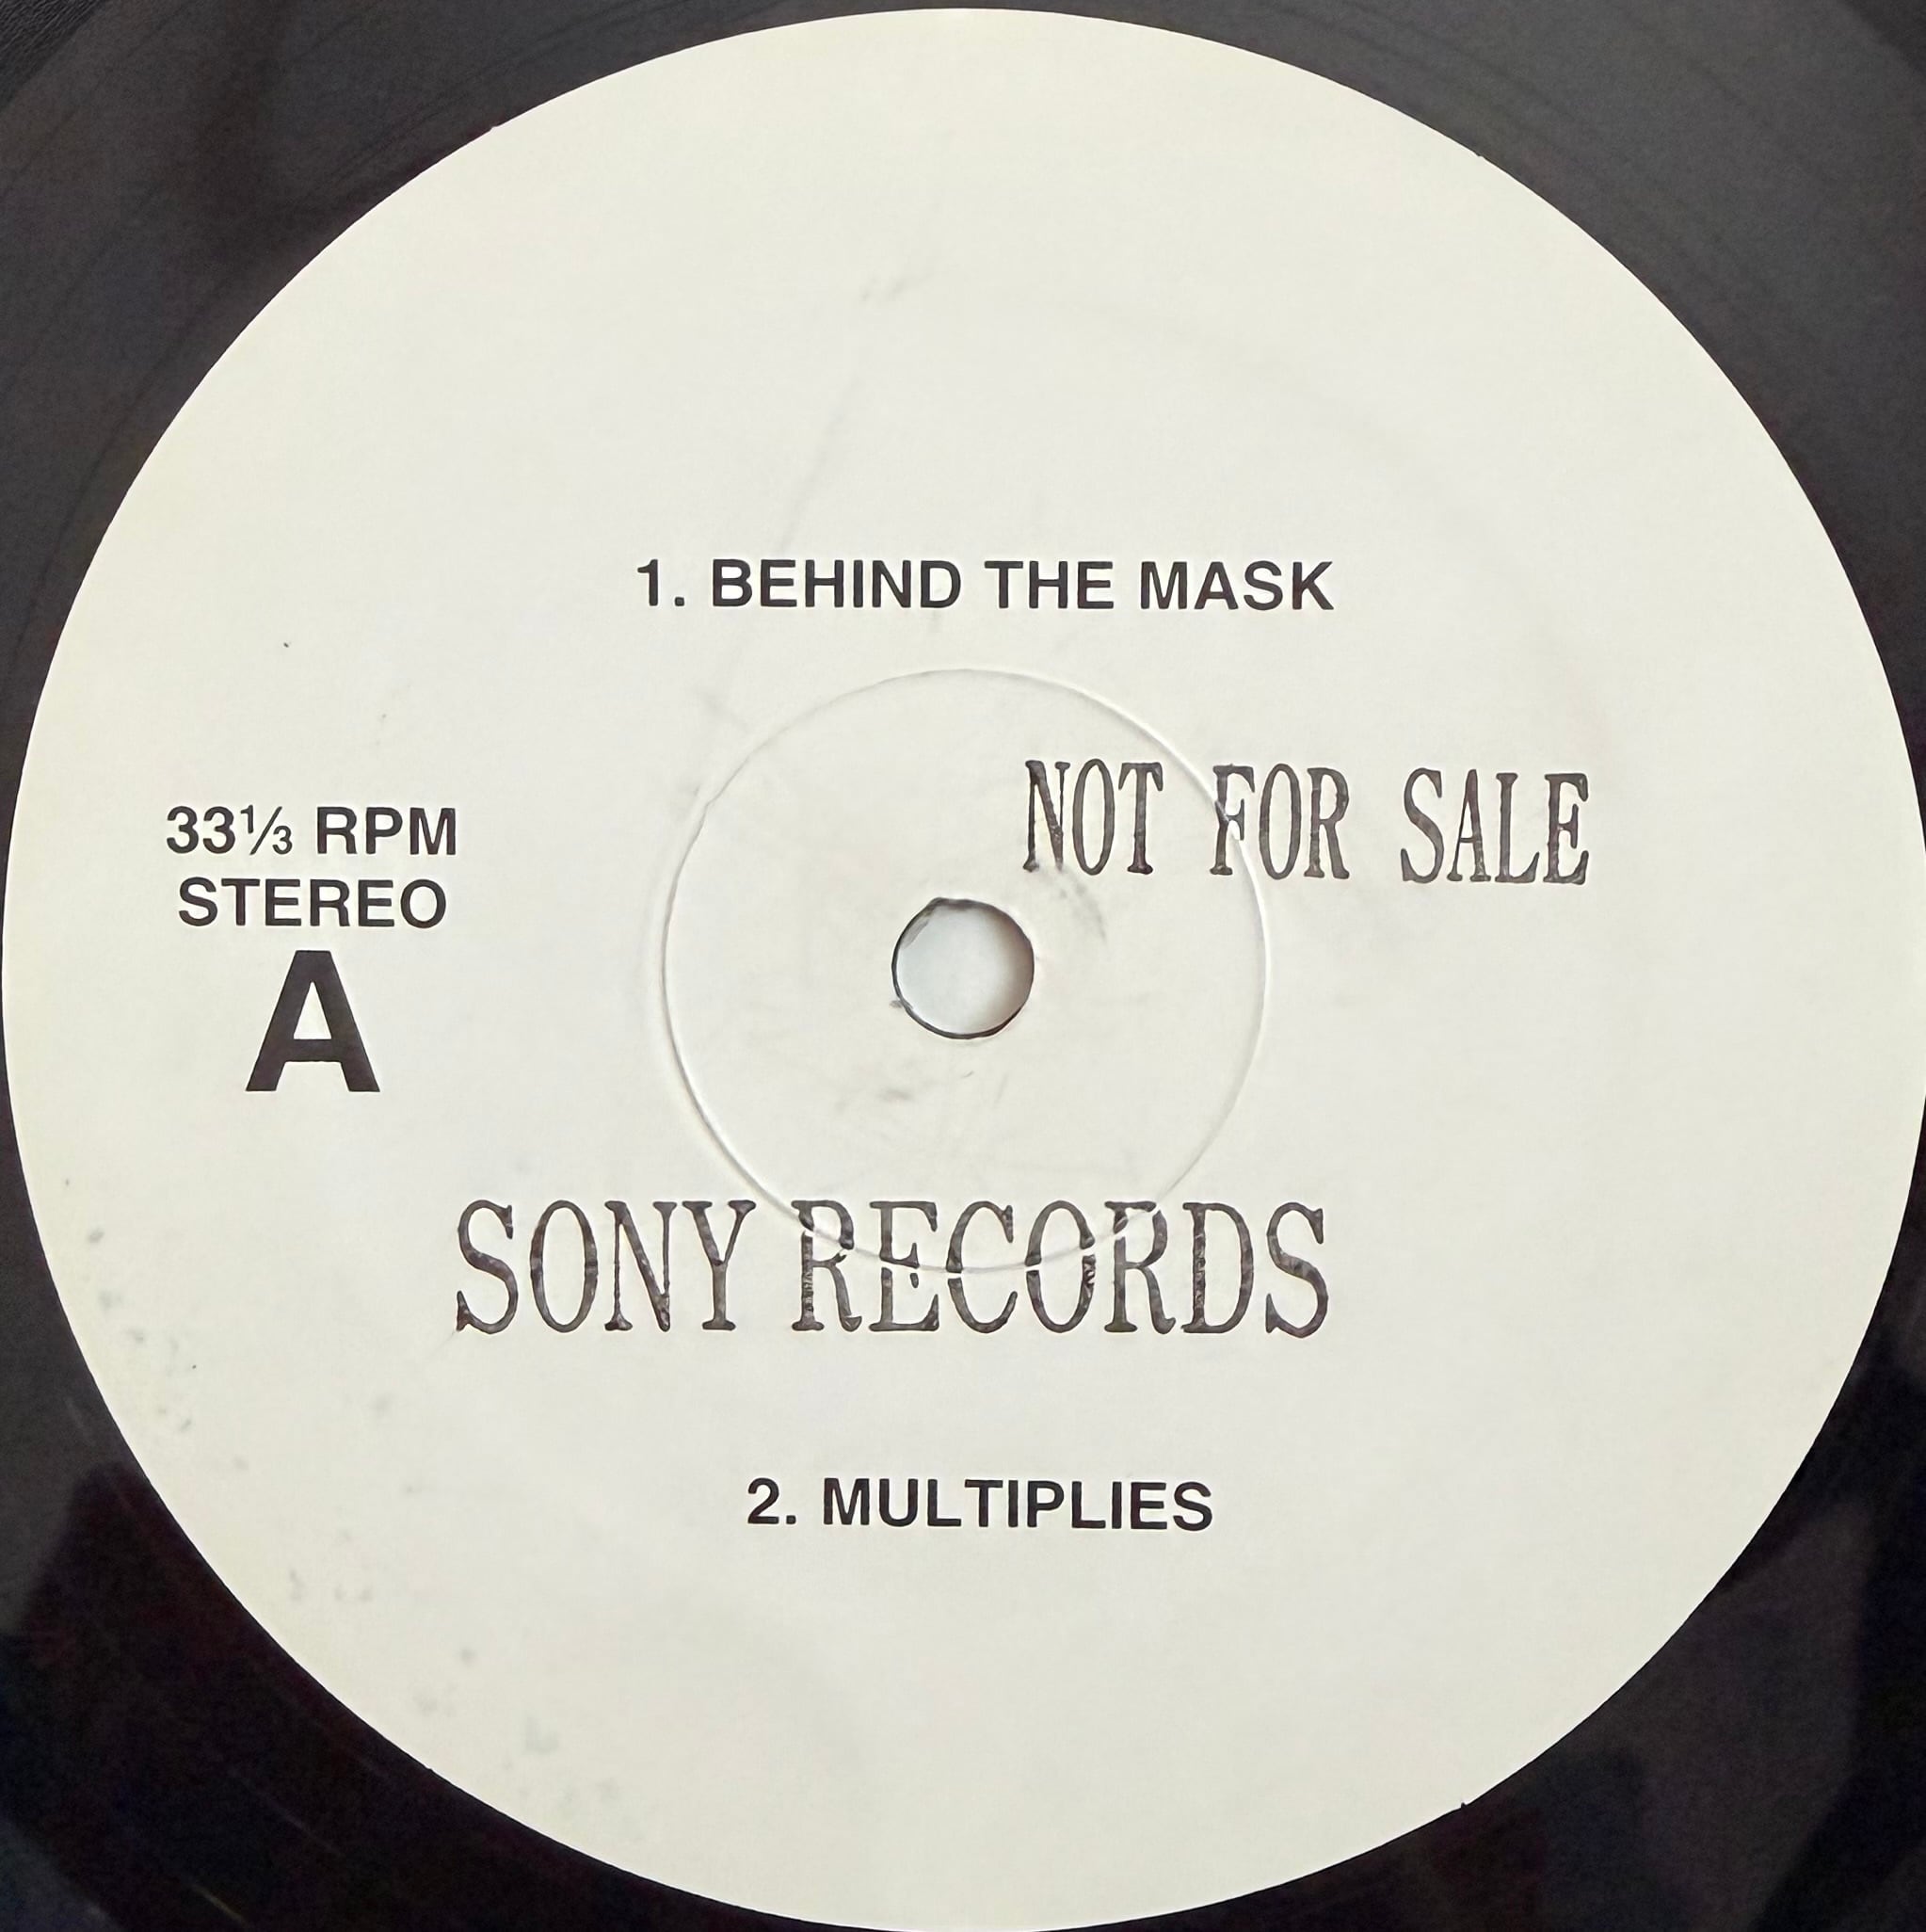 1. BEHIND THE MASK
NOT FOR SALE
33⅓ RPM
STEREO
A
SONY RECORDS
2. MULTIPLIES